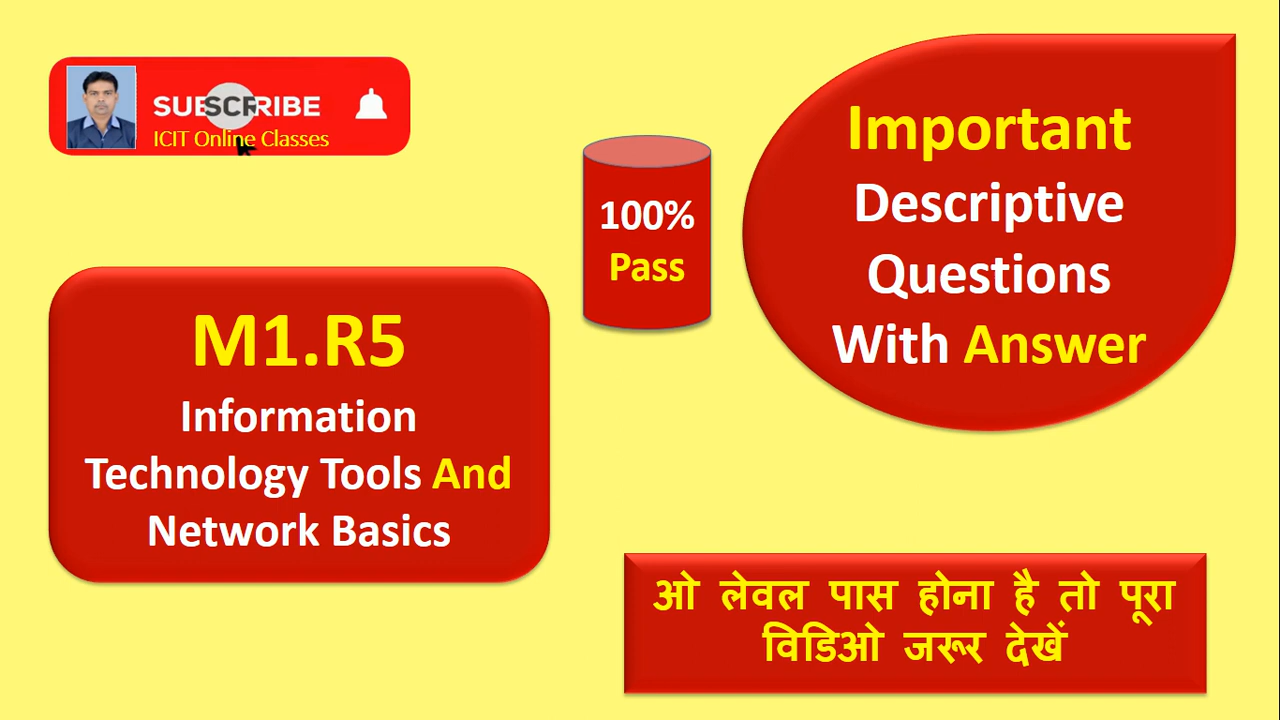 SUBSCRIBE
ICIT Online Classes
100%
Pass
Important
Descriptive
Questions
With Answer
M1.R5
Information
Technology Tools And
Network Basics
ओ लेवल पास होना है तो पूरा
विडिओ जरूर देखें